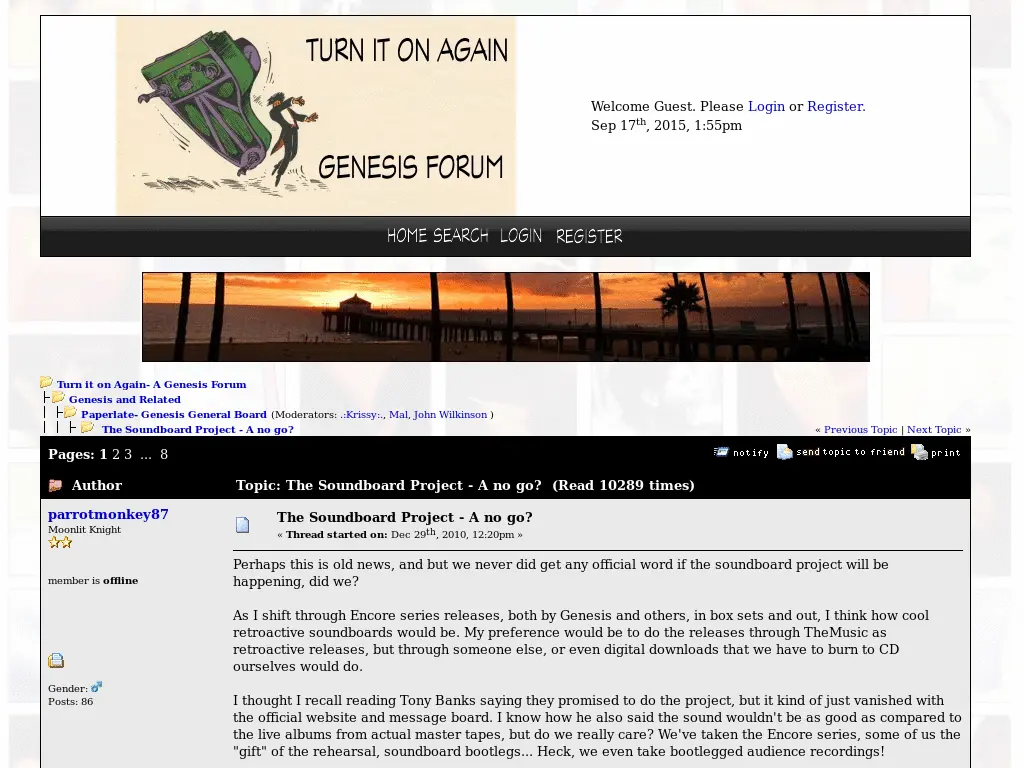 TURN IT ON AGAIN
GENESIS FORUM
Welcome Guest. Please Login or Register.
Sep 17th, 2015, 1:55pm
HOME SEARCH LOGIN REGISTER
Turn it on Again- A Genesis Forum
Genesis and Related
Paperlate- Genesis General Board (Moderators: .:Krissy:., Mal, John Wilkinson )
The Soundboard Project - A no go?
« Previous Topic | Next Topic »
Pages: 1 2 3 ... 8
notify send topic to friend print
Author Topic: The Soundboard Project - A no go? (Read 10289 times)
parrotmonkey87
Moonlit Knight
member is offline
Gender:
Posts: 86
The Soundboard Project - A no go?
« Thread started on: Dec 29th, 2010, 12:20pm »
Perhaps this is old news, and but we never did get any official word if the soundboard project will be
happening, did we?
As I shift through Encore series releases, both by Genesis and others, in box sets and out, I think how cool
retroactive soundboards would be. My preference would be to do the releases through TheMusic as
retroactive releases, but through someone else, or even digital downloads that we have to burn to CD
ourselves would do.
I thought I recall reading Tony Banks saying they promised to do the project, but it kind of just vanished with
the official website and message board. I know how he also said the sound wouldn't be as good as compared to
the live albums from actual master tapes, but do we really care? We've taken the Encore series, some of us the
"gift" of the rehearsal, soundboard bootlegs... Heck, we even take bootlegged audience recordings!